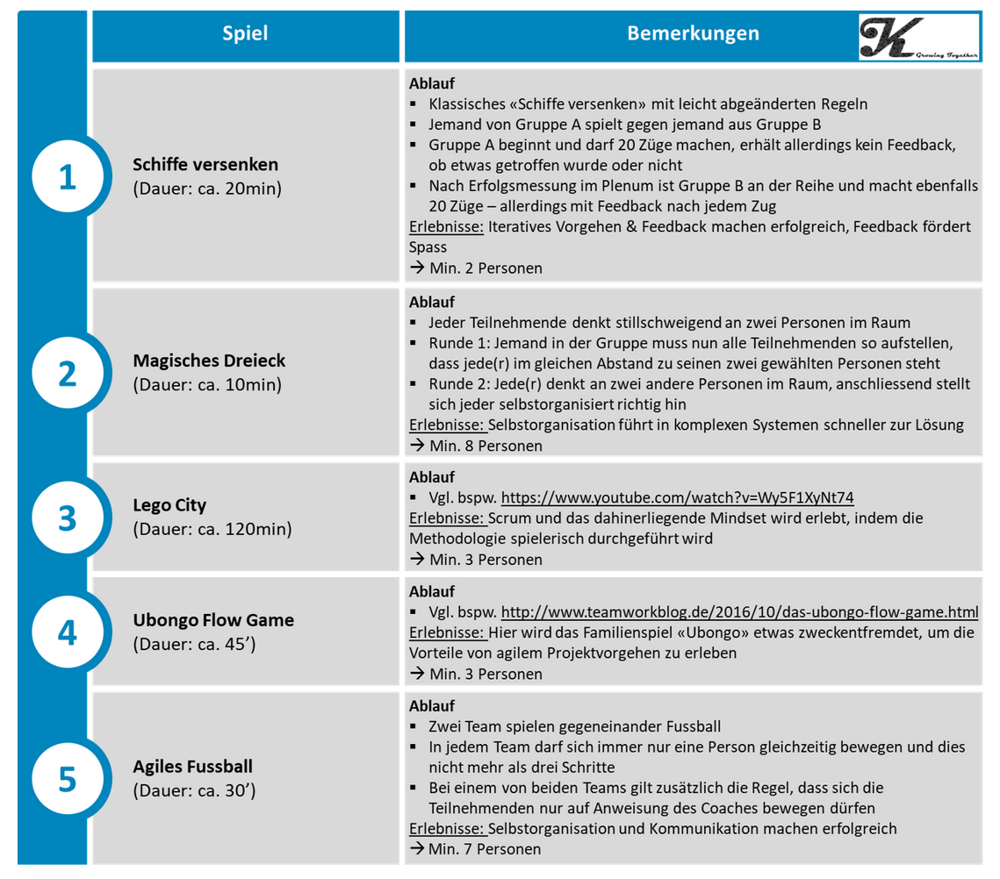 Spiel
Bemerkungen
K
Growing Together
1
Schiffe versenken
(Dauer: ca. 20min)
Ablauf
▪ Klassisches «Schiffe versenken» mit leicht abgeänderten Regeln
▪ Jemand von Gruppe A spielt gegen jemand aus Gruppe B
▪ Gruppe A beginnt und darf 20 Züge machen, erhält allerdings kein Feedback,
ob etwas getroffen wurde oder nicht
▪ Nach Erfolgsmessung im Plenum ist Gruppe B an der Reihe und macht ebenfalls
20 Züge – allerdings mit Feedback nach jedem Zug
Erlebnisse: Iteratives Vorgehen & Feedback machen erfolgreich, Feedback fördert
Spass
→ Min. 2 Personen
2
Magisches Dreieck
(Dauer: ca. 10min)
Ablauf
▪ Jeder Teilnehmende denkt stillschweigend an zwei Personen im Raum
▪ Runde 1: Jemand in der Gruppe muss nun alle Teilnehmenden so aufstellen,
dass jede(r) im gleichen Abstand zu seinen zwei gewählten Personen steht
▪ Runde 2: Jede(r) denkt an zwei andere Personen im Raum, anschliessend stellt
sich jeder selbstorganisiert richtig hin
Erlebnisse: Selbstorganisation führt in komplexen Systemen schneller zur Lösung
→ Min. 8 Personen
3
Lego City
(Dauer: ca. 120min)
Ablauf
▪ Vgl. bspw. https://www.youtube.com/watch?v=Wy5F1XyNt74
Erlebnisse: Scrum und das dahinerliegende Mindset wird erlebt, indem die
Methodologie spielerisch durchgeführt wird
→ Min. 3 Personen
4
Ubongo Flow Game
(Dauer: ca. 45’)
Ablauf
▪ Vgl. bspw. http://www.teamworkblog.de/2016/10/das-ubongo-flow-game.html
Erlebnisse: Hier wird das Familienspiel «Ubongo» etwas zweckentfremdet, um die
Vorteile von agilem Projektvorgehen zu erleben
→ Min. 3 Personen
5
Agiles Fussball
(Dauer: ca. 30’)
Ablauf
▪ Zwei Team spielen gegeneinander Fussball
▪ In jedem Team darf sich immer nur eine Person gleichzeitig bewegen und dies
nicht mehr als drei Schritte
▪ Bei einem von beiden Teams gilt zusätzlich die Regel, dass sich die
Teilnehmenden nur auf Anweisung des Coaches bewegen dürfen
Erlebnisse: Selbstorganisation und Kommunikation machen erfolgreich
→ Min. 7 Personen